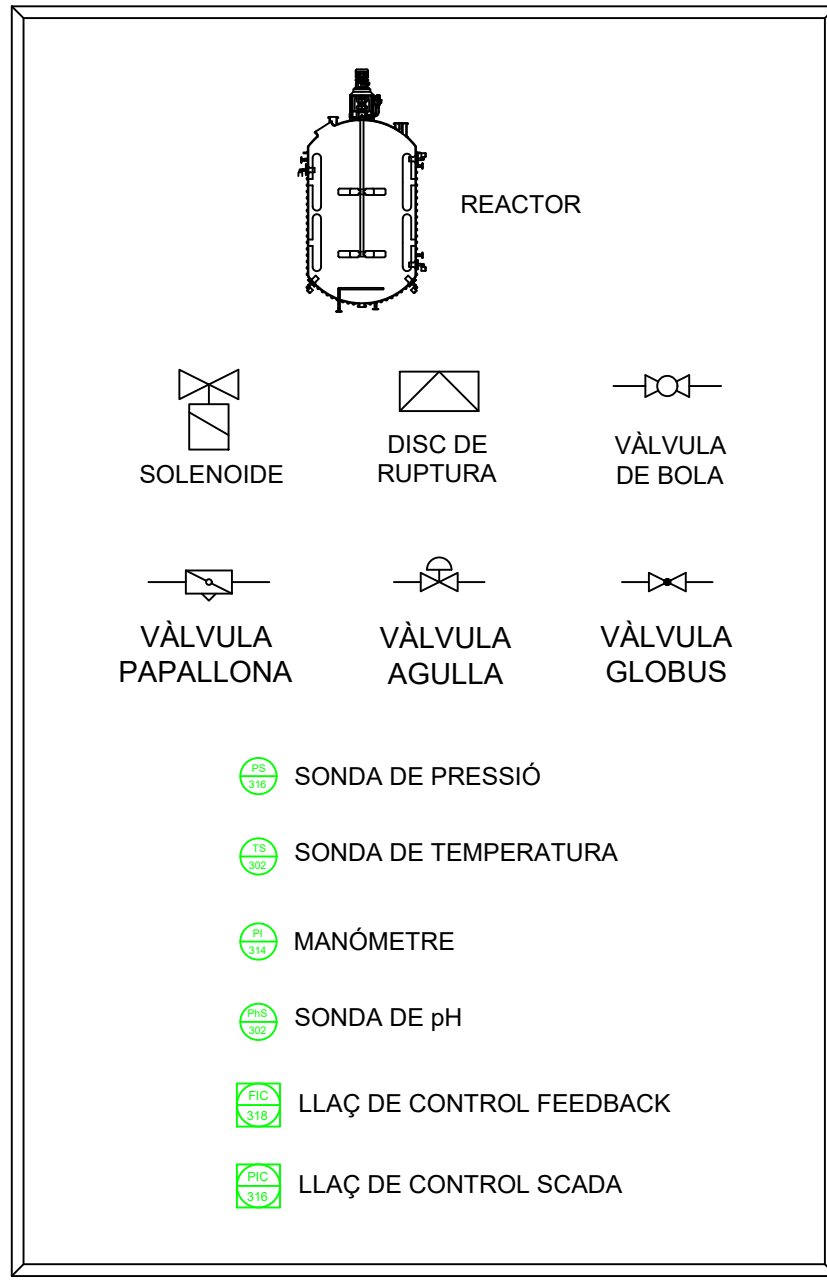 REACTOR
SOLENOIDE
DISC DE
RUPTURA
VÀLVULA
DE BOLA
VÀLVULA
PAPALLONA
VÀLVULA
AGULLA
VÀLVULA
GLOBUS
PS
316
SONDA DE PRESSIÓ
TS
302
SONDA DE TEMPERATURA
PI
314
MANÓMETRE
PhS
302
SONDA DE pH
FIC
318
LLAÇ DE CONTROL FEEDBACK
PIC
316
LLAÇ DE CONTROL SCADA